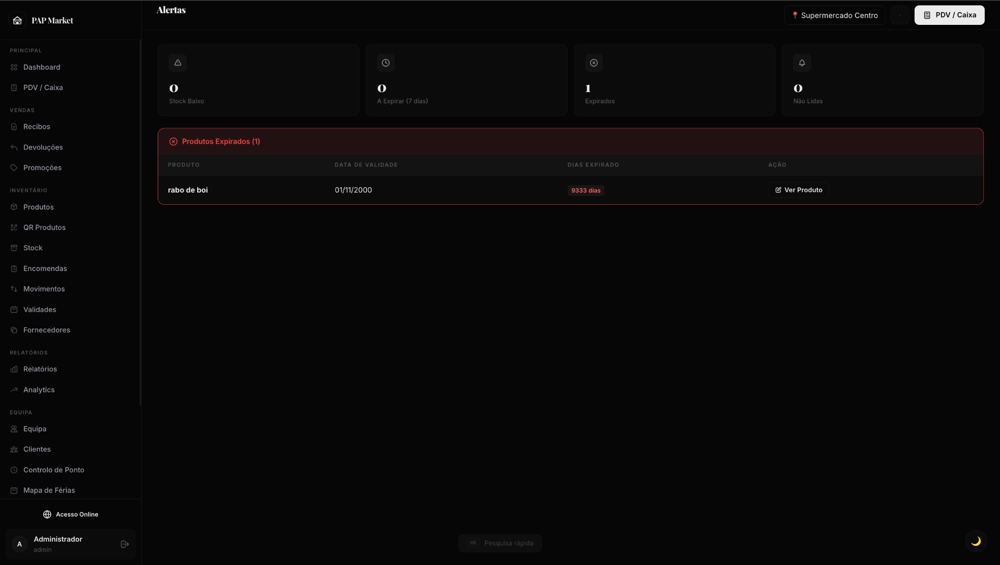 PAP Market
PRINCIPAL
Dashboard
PDV / Caixa
VENDAS
Recibos
Devoluções
Promoções
INVENTÁRIO
Produtos
QR Produtos
Stock
Encomendas
Movimentos
Validades
Fornecedores
RELATÓRIOS
Relatórios
Analytics
EQUIPA
Equipa
Clientes
Controlo de Ponto
Mapa de Férias
Acesso Online
A
Administrador
admin
Alertas
Supermercado Centro
PDV / Caixa
0
Stock Baixo
0
A Expirar (7 dias)
1
Expirados
0
Não Lidas
Produtos Expirados (1)
PRODUTO DATA DE VALIDADE DIAS EXPIRADO AÇÃO
rabo de boi 01/11/2000 9333 dias Ver Produto
⌘K Pesquisa rápida